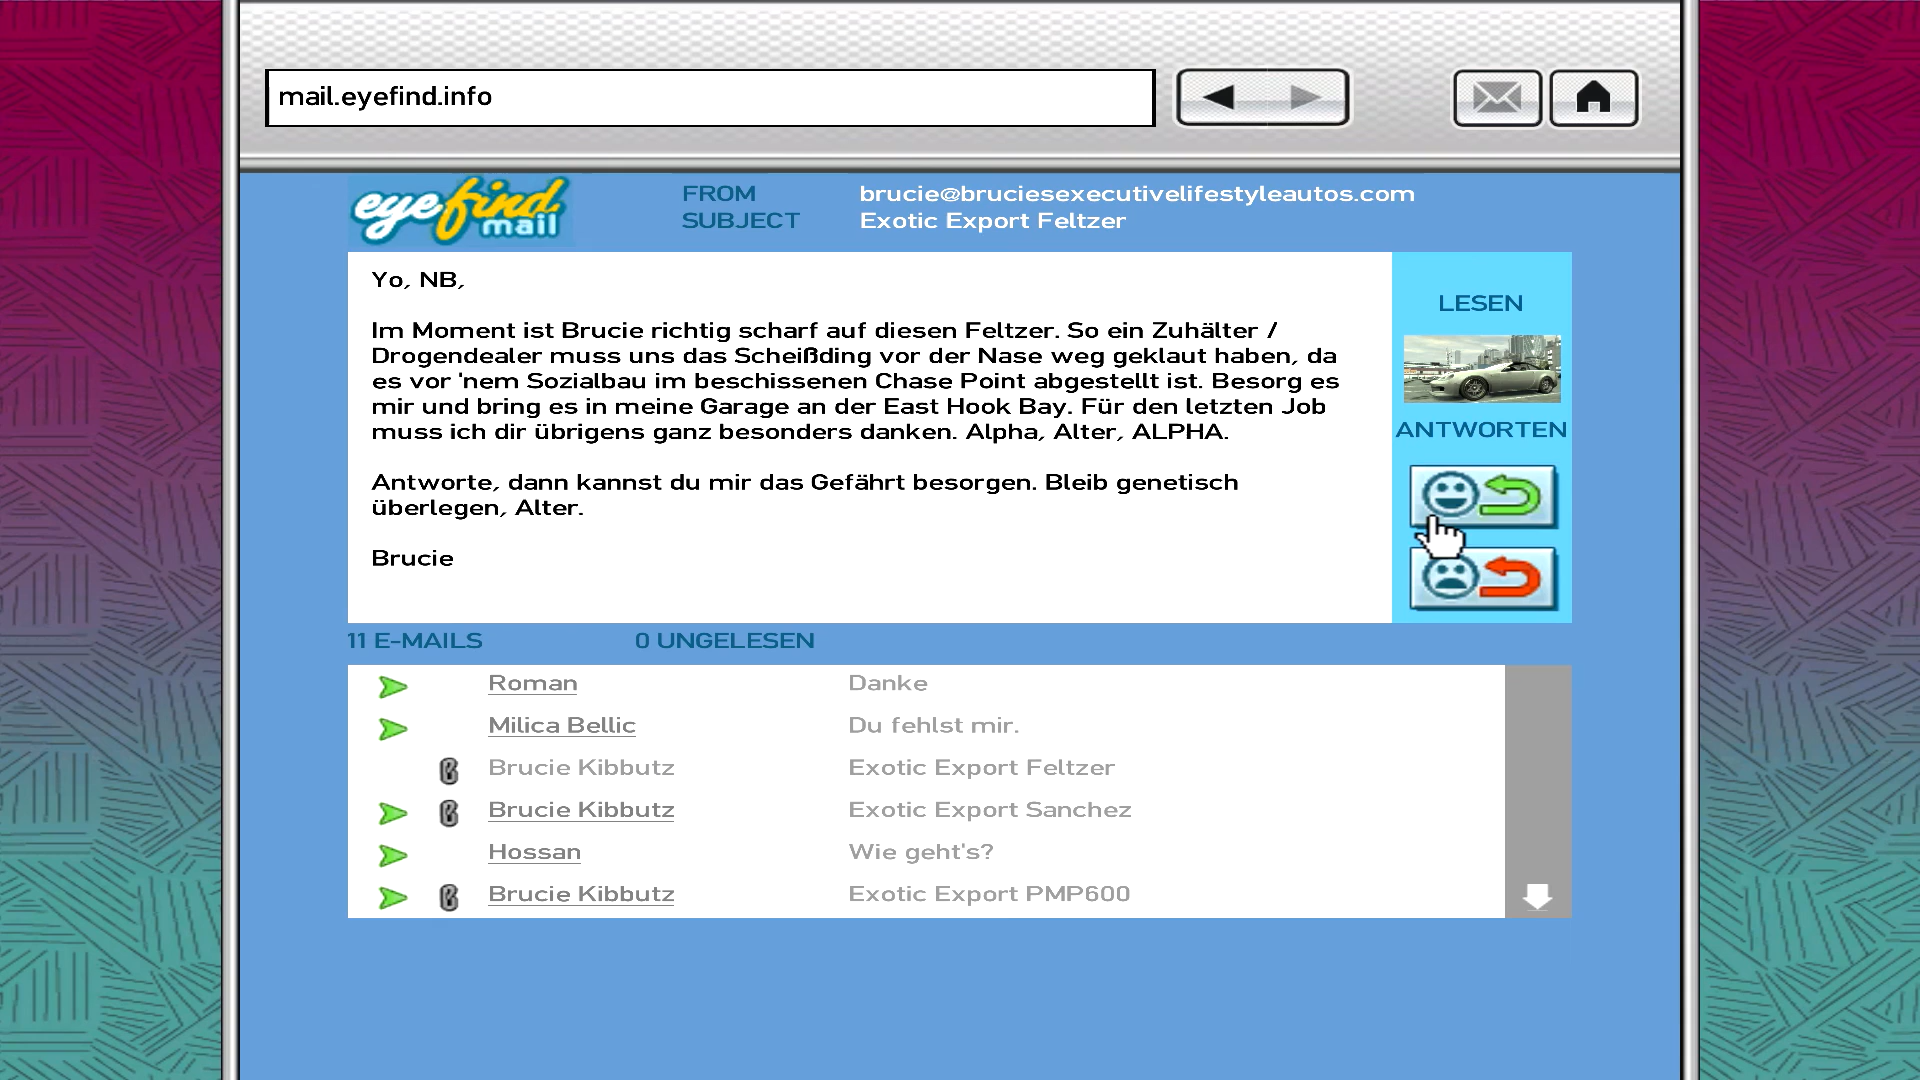 mail.eyefind.info
eyefind
mail
FROM brucie@bruciesexecutivelifestyleautos.com
SUBJECT Exotic Export Feltzer
Yo, NB,
Im Moment ist Brucie richtig scharf auf diesen Feltzer. So ein Zuhälter /
Drogendealer muss uns das Scheißding vor der Nase weg geklaut haben, da
es vor 'nem Sozialbau im beschissenen Chase Point abgestellt ist. Besorg es
mir und bring es in meine Garage an der East Hook Bay. Für den letzten Job
muss ich dir übrigens ganz besonders danken. Alpha, Alter, ALPHA.
Antworte, dann kannst du mir das Gefährt besorgen. Bleib genetisch
überlegen, Alter.
Brucie
LESEN
ANTWORTEN
11 E-MAILS 0 UNGELESEN
Roman Danke
Milica Bellic Du fehlst mir.
Brucie Kibbutz Exotic Export Feltzer
Brucie Kibbutz Exotic Export Sanchez
Hossan Wie geht's?
Brucie Kibbutz Exotic Export PMP600